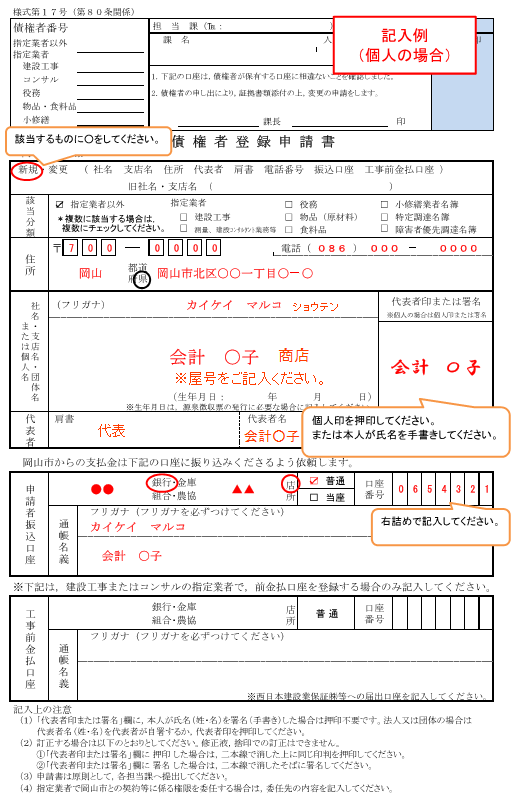 様式第17号（第80条関係）
債権者番号
指定業者以外
指定業者
建設工事
コンサル
役務
物品・食料品
小修繕
担当課（℡：
課名
印
1．下記の口座は，債権者が保有する口座に相違ないことを確認しました。
2．債権者の申し出により，証拠書類添付の上，変更の申請をします。
課長　印
記入例
（個人の場合）
該当するものに〇をしてください。
債権者登録申請書
新規・変更　（ 社名　支店名　住所　代表者　肩書　電話番号　振込口座　工事前金払口座 ）
旧社名・支店名　（　　　）
該当分類
☑ 指定業者以外
＊複数に該当する場合は，
複数にチェックしてください。
指定業者
□ 建設工事
□ 測量，建設コンサルタント業務等
□ 役務
□ 物品（原材料）
□ 食料品
□ 小修繕業者名簿
□ 特定調達名簿
□ 障害者優先調達名簿
住所
〒 700－0000
電話（ 086 ） 000 － 0000
岡山　都道府県　岡山市北区〇〇一丁目〇ー〇
社名・支店名・団体名または個人名
（フリガナ）　カイケイ　マルコ　ショウテン
会計　〇子　商店
※屋号をご記入ください。
（生年月日：　年　月　日）
※生年月日は，源泉徴収票の発行に必要な場合に
代表者印または署名
※個人の場合は個人印または署名
会計　〇子
個人印を押印してください。
または本人が氏名を手書きしてください。
代表者
肩書
代表
代表者名
会計〇子
岡山市からの支払金は下記の口座に振り込みくださるよう依頼します。
申請者振込口座
●●　銀行・金庫　▲▲　店
組合・農協　所
☑ 普通
□ 当座
口座番号
0654321
右詰めで記入してください。
通帳名義
フリガナ（フリガナを必ずつけてください）
カイケイ　マルコ
会計　〇子
※下記は，建設工事またはコンサルの指定業者で，前金払口座を登録する場合のみ記入してください。
工事前金払口座
銀行・金庫　店
組合・農協　所
普通
口座番号
通帳名義
フリガナ（フリガナを必ずつけてください）
※西日本建設業保証㈱等への届出口座を記入してください。
記入上の注意
（1）「代表者印または署名」欄に，本人が氏名（姓・名）を署名（手書き）した場合は押印不要です。法人又は団体の場合は
代表者名（姓・名）を代表者が自署するか，代表者印を押印してください。
（2）訂正する場合は以下のとおりとしてください。修正液，捨印での訂正はできません。
①「代表者印または署名」欄に 押印 した場合は，二本線で消した上に同じ印判を押印してください。
②「代表者印または署名」欄に 署名 した場合は，二本線で消したそばに署名してください。
（3）申請書は原則として，各担当課へ提出してください。
（4）指定業者で岡山市との契約等に係る権限を委任する場合は，委任先の内容を記入してください。